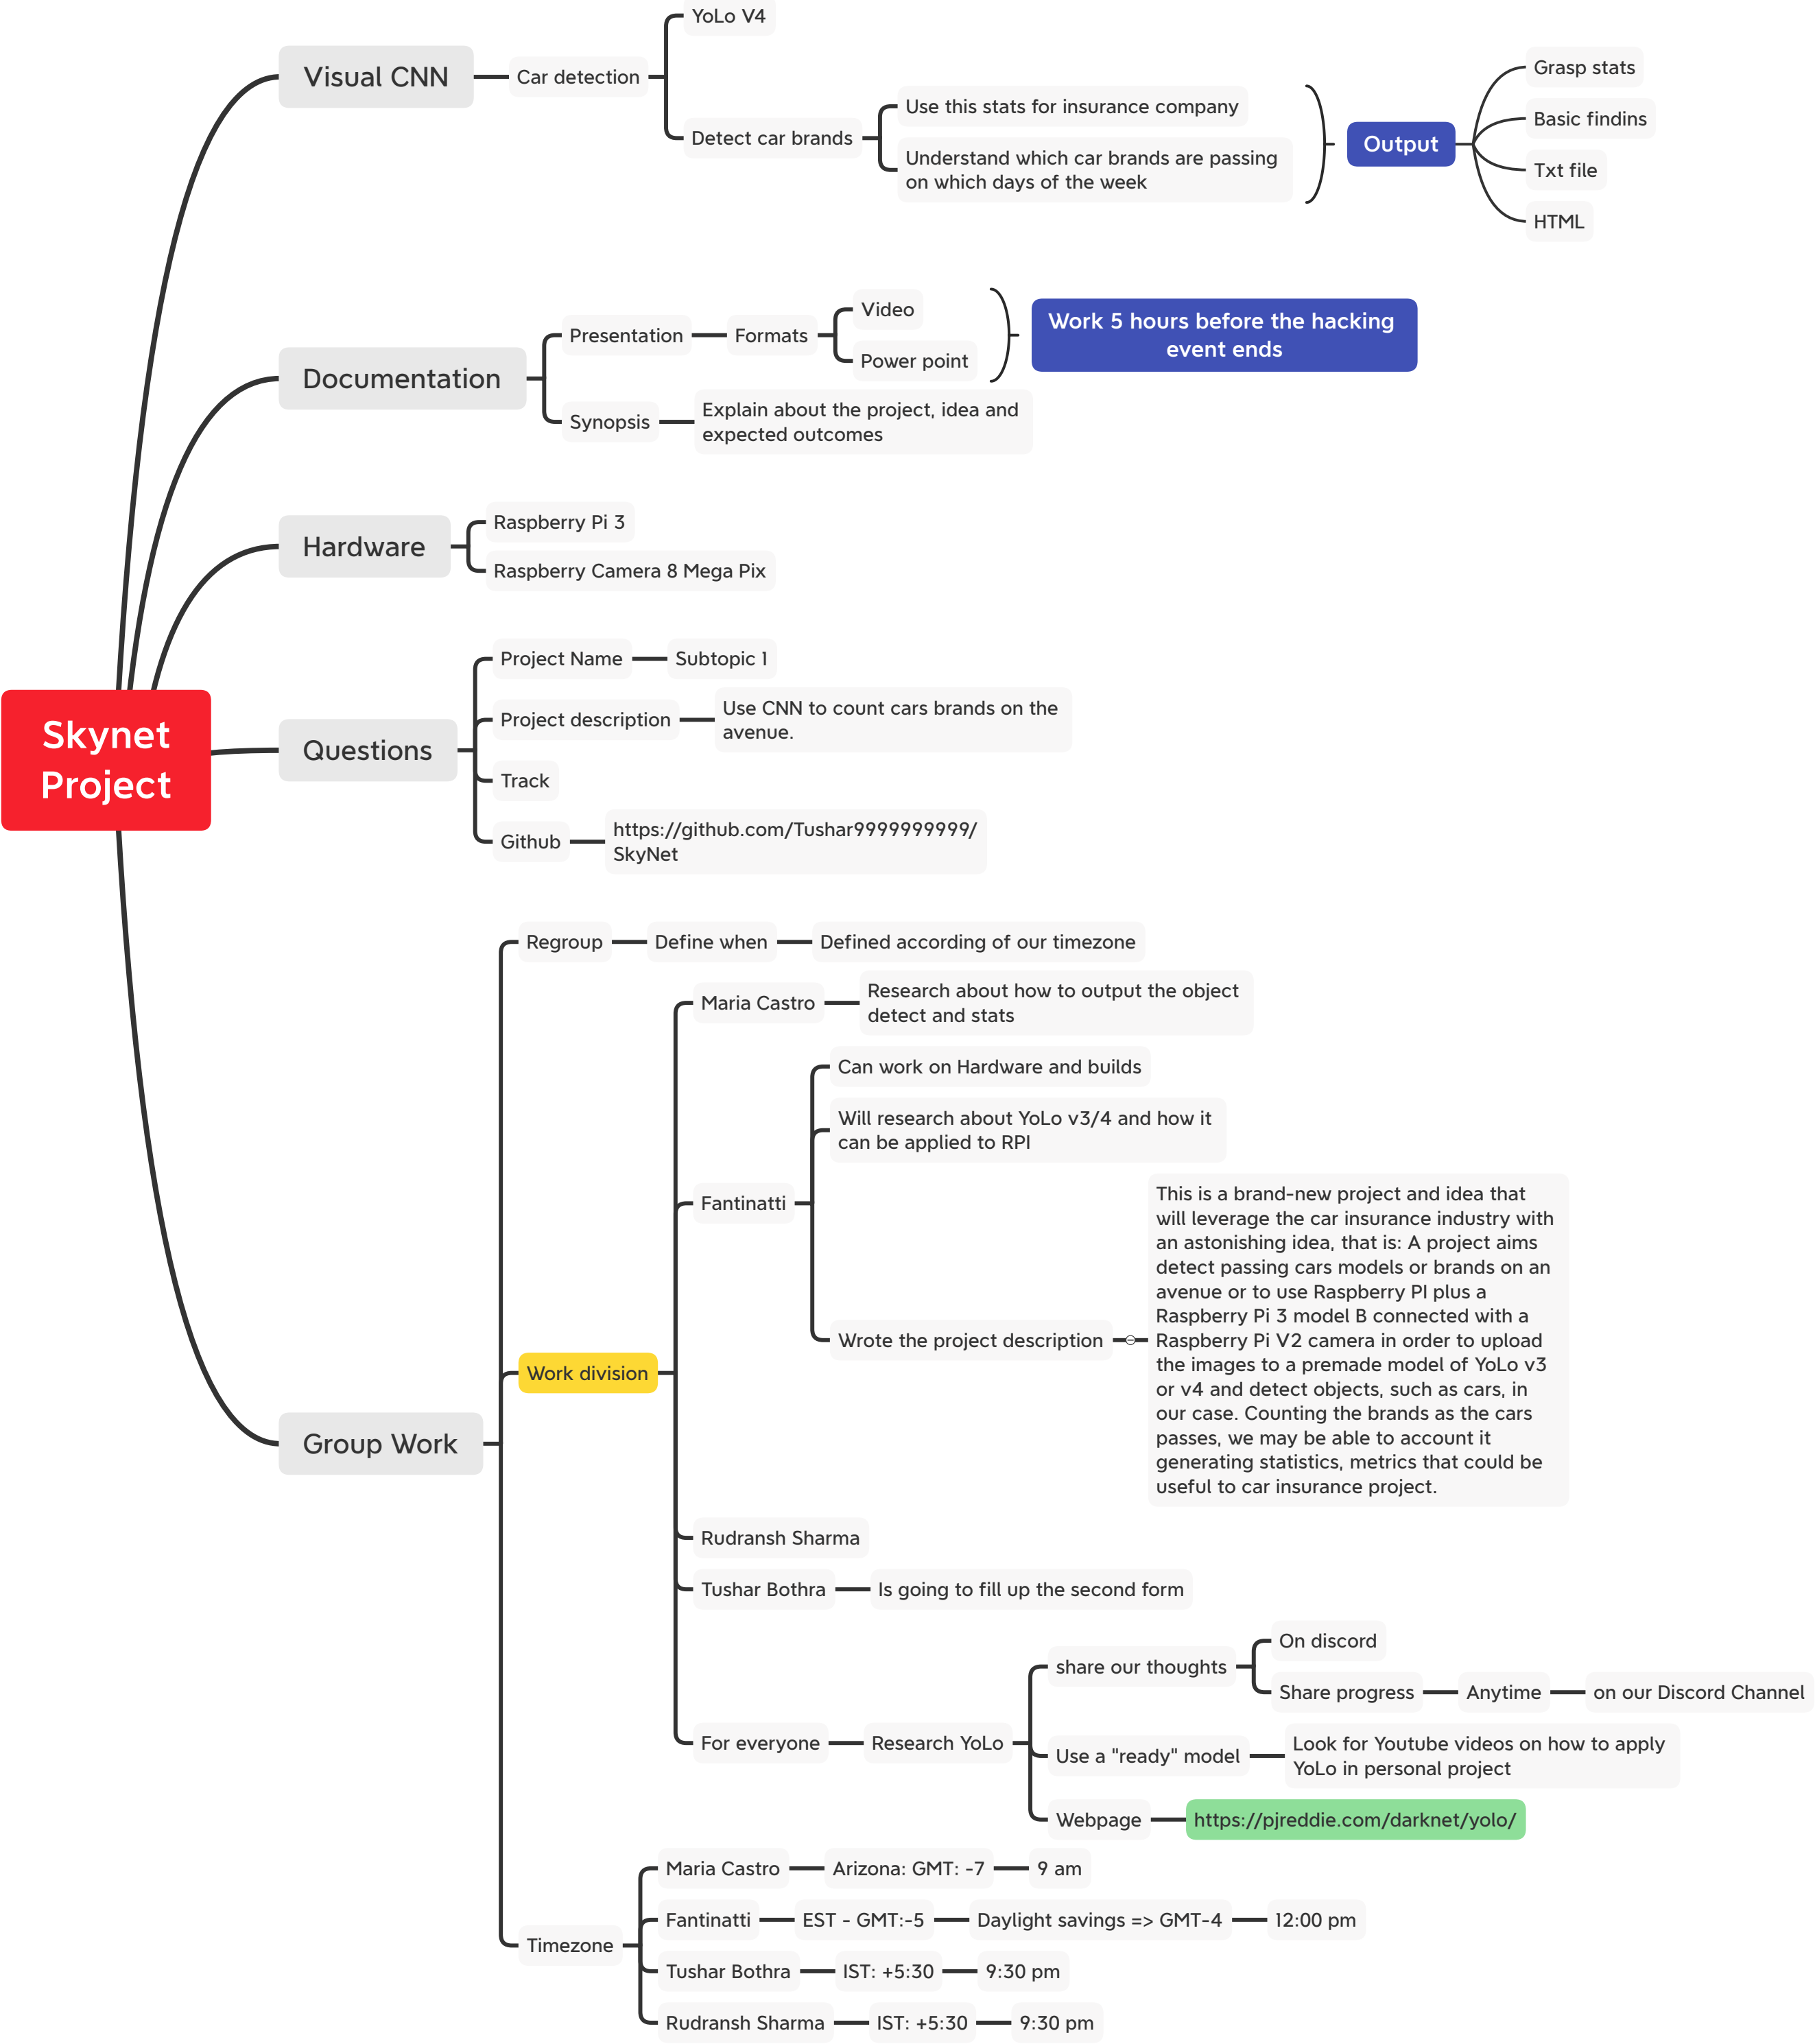 YoLo V4
Visual CNN
Car detection
Detect car brands
Use this stats for insurance company
Understand which car brands are passing
on which days of the week
Output
Grasp stats
Basic findins
Txt file
HTML
Documentation
Presentation
Formats
Video
Power point
Work 5 hours before the hacking
event ends
Synopsis
Explain about the project, idea and
expected outcomes
Hardware
Raspberry Pi 3
Raspberry Camera 8 Mega Pix
Skynet
Project
Questions
Project Name
Subtopic 1
Project description
Use CNN to count cars brands on the
avenue.
Track
Github
https://github.com/Tushar9999999999/
SkyNet
Group Work
Regroup
Define when
Defined according of our timezone
Work division
Maria Castro
Research about how to output the object
detect and stats
Fantinatti
Can work on Hardware and builds
Will research about YoLo v3/4 and how it
can be applied to RPI
Wrote the project description
This is a brand-new project and idea that
will leverage the car insurance industry with
an astonishing idea, that is: A project aims
detect passing cars models or brands on an
avenue or to use Raspberry PI plus a
Raspberry Pi 3 model B connected with a
Raspberry Pi V2 camera in order to upload
the images to a premade model of YoLo v3
or v4 and detect objects, such as cars, in
our case. Counting the brands as the cars
passes, we may be able to account it
generating statistics, metrics that could be
useful to car insurance project.
Rudransh Sharma
Tushar Bothra
Is going to fill up the second form
For everyone
Research YoLo
share our thoughts
On discord
Share progress
Anytime
on our Discord Channel
Use a "ready" model
Look for Youtube videos on how to apply
YoLo in personal project
Webpage
https://pjreddie.com/darknet/yolo/
Timezone
Maria Castro
Arizona: GMT: -7
9 am
Fantinatti
EST - GMT:-5
Daylight savings => GMT-4
12:00 pm
Tushar Bothra
IST: +5:30
9:30 pm
Rudransh Sharma
IST: +5:30
9:30 pm